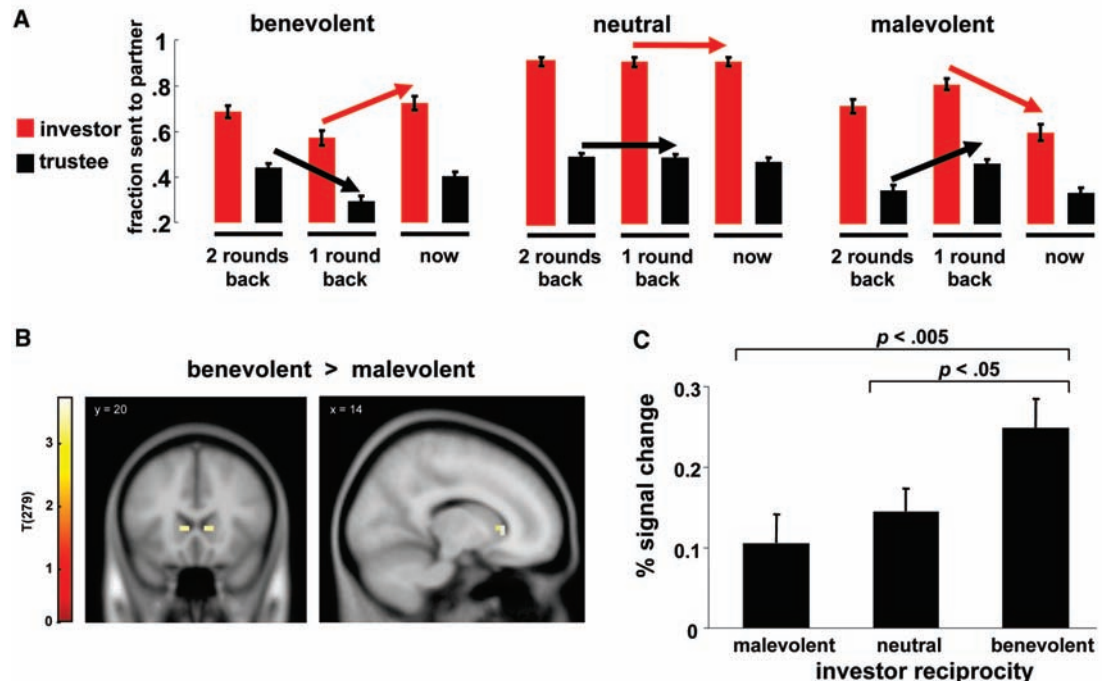 A
benevolent
neutral
malevolent
fraction sent to partner
1
.8
.6
.4
.2
investor
trustee
2 rounds back
1 round back
now
2 rounds back
1 round back
now
2 rounds back
1 round back
now
B
benevolent > malevolent
T(279)
3
2
1
0
y = 20
x = 14
C
p < .005
p < .05
% signal change
0.3
0.2
0.1
0
malevolent
neutral
benevolent
investor reciprocity